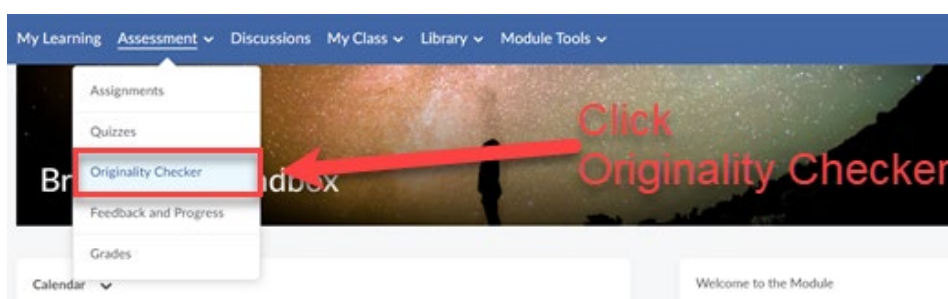 My Learning Assessment Discussions My Class Library Module Tools
Assignments
Quizzes
Originality Checker
Feedback and Progress
Grades
Click
Originality Checker
Br
dbox
Calendar
Welcome to the Module